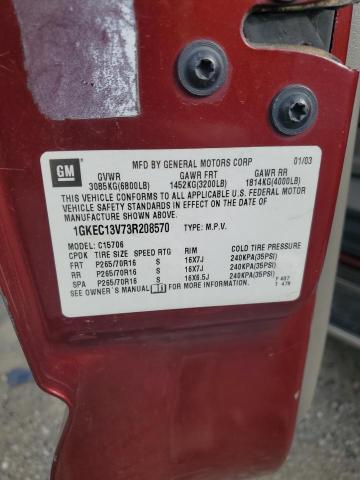 GM
MFD BY GENERAL MOTORS CORP 01/03
GVWR GAWR FRT GAWR RR
3085KG(6800LB) 1452KG(3200LB) 1814KG(4000LB)
THIS VEHICLE CONFORMS TO ALL APPLICABLE U.S. FEDERAL MOTOR
VEHICLE SAFETY STANDARDS IN EFFECT ON THE DATE OF
MANUFACTURE SHOWN ABOVE.
1GKEC13V73R208570 TYPE: M.P.V.
MODEL: C15706
CPDK TIRE SIZE SPEED RTG RIM COLD TIRE PRESSURE
FRT P265/70R16 S 16X7J 240KPA(35PSI)
RR P265/70R16 S 16X7J 240KPA(35PSI)
SPA P265/70R16 S 16X6.5J 240KPA(35PSI)
SEE OWNER'S MANUAL FOR MORE INFORMATION